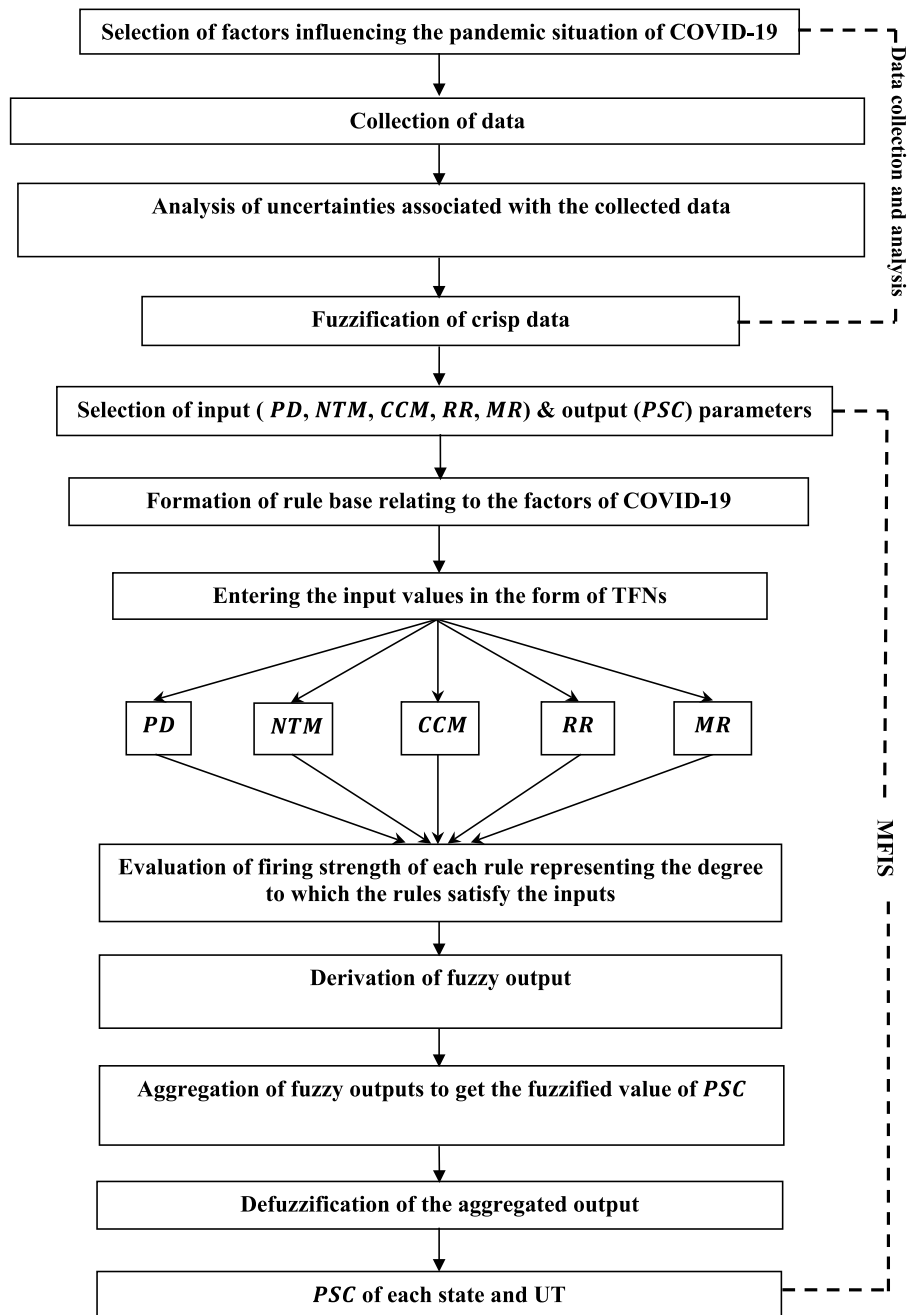 Selection of factors influencing the pandemic situation of COVID-19
Collection of data
Analysis of uncertainties associated with the collected data
Fuzzification of crisp data
Data collection and analysis
Selection of input ( PD, NTM, CCM, RR, MR) & output (PSC) parameters
Formation of rule base relating to the factors of COVID-19
Entering the input values in the form of TFNs
PD
NTM
CCM
RR
MR
Evaluation of firing strength of each rule representing the degree
to which the rules satisfy the inputs
Derivation of fuzzy output
Aggregation of fuzzy outputs to get the fuzzified value of PSC
Defuzzification of the aggregated output
PSC of each state and UT
MFIS